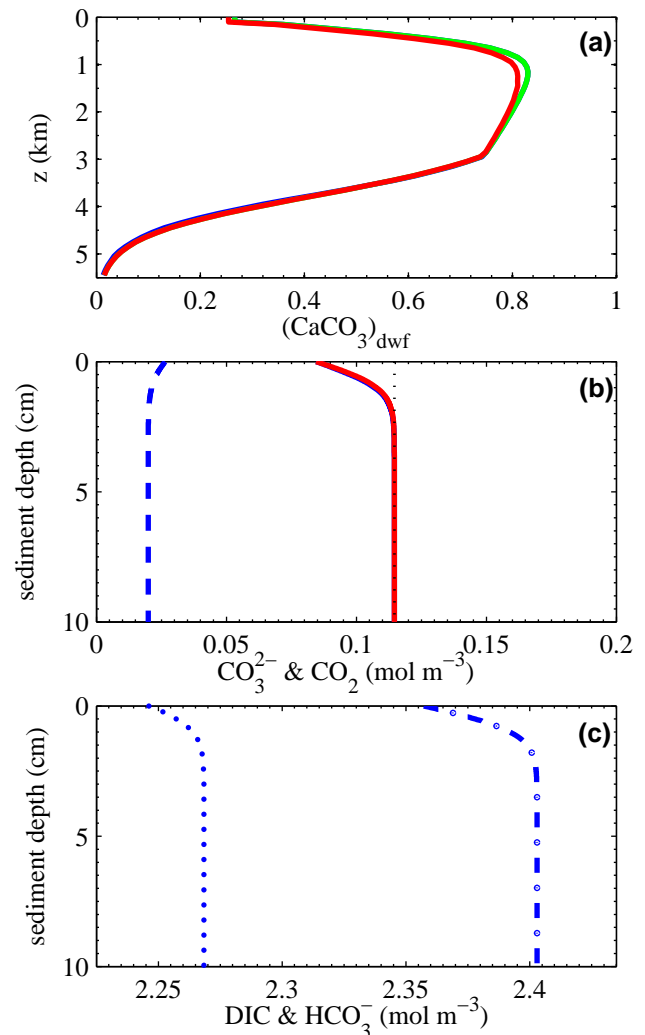 (a)
0
1
2
3
4
5
z (km)
0 0.2 0.4 0.6 0.8 1
(CaCO₃)dwf
(b)
0
5
10
sediment depth (cm)
0 0.05 0.1 0.15 0.2
CO₃²⁻ & CO₂ (mol m⁻³)
(c)
0
5
10
sediment depth (cm)
2.25 2.3 2.35 2.4
DIC & HCO₃⁻ (mol m⁻³)